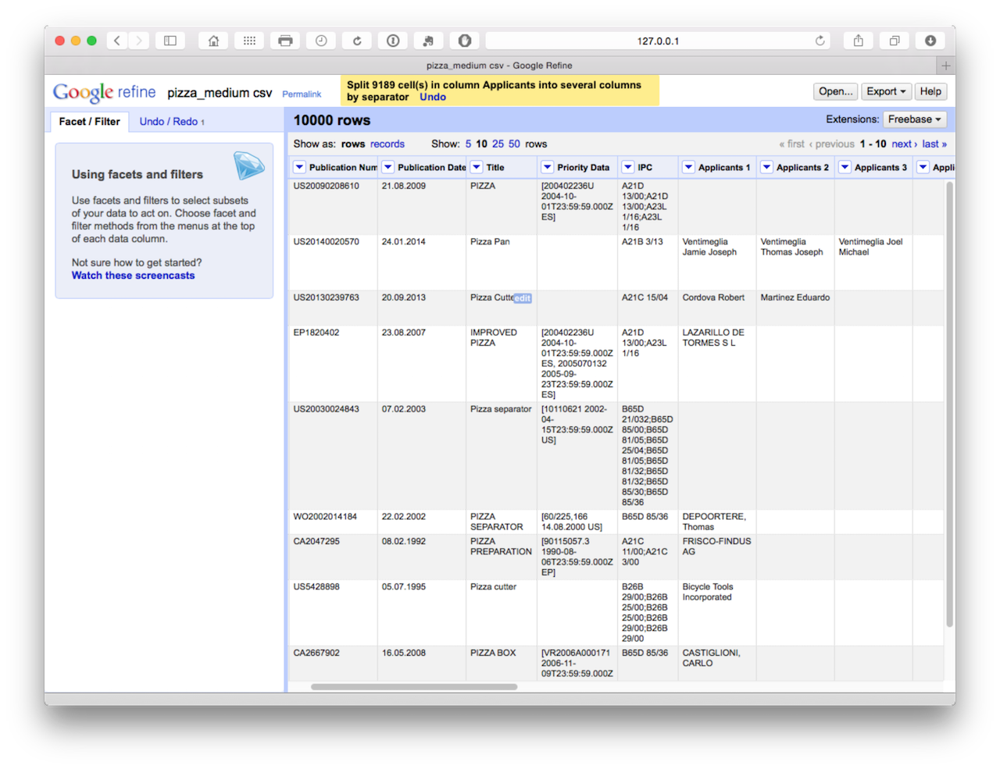 127.0.0.1
pizza_medium csv - Google Refine
Google refine pizza_medium csv Permalink
Split 9189 cell(s) in column Applicants into several columns
by separator Undo
Open... Export Help
Facet / Filter Undo / Redo 1
10000 rows
Extensions: Freebase
Using facets and filters
Use facets and filters to select subsets
of your data to act on. Choose facet and
filter methods from the menus at the top
of each data column.
Not sure how to get started?
Watch these screencasts
Show as: rows records Show: 5 10 25 50 rows
« first ‹ previous 1 - 10 next › last »
Publication Num Publication Date Title Priority Data IPC Applicants 1 Applicants 2 Applicants 3 Appli
US20090208610 21.08.2009 PIZZA [200402236U A21D
2004-10- 13/00;A21D
01T23:59:59.000Z 13/00;A23L
ES] 1/16;A23L
1/16
US20140020570 24.01.2014 Pizza Pan A21B 3/13 Ventimeglia Ventimeglia Ventimeglia Joel
Jamie Joseph Thomas Joseph Michael
US20130239763 20.09.2013 Pizza Cutte edit A21C 15/04 Cordova Robert Martinez Eduardo
EP1820402 23.08.2007 IMPROVED [200402236U A21D LAZARILLO DE
PIZZA 2004-10- 13/00;A23L TORMES S L
01T23:59:59.000Z 1/16
ES, 2005070132
2005-09-
23T23:59:59.000Z
ES]
US20030024843 07.02.2003 Pizza separator [10110621 2002- B65D
04- 21/032;B65D
15T23:59:59.000Z 85/00;B65D
US] 81/05;B65D
25/04;B65D
81/05;B65D
81/32;B65D
81/32;B65D
85/30;B65D
85/36
WO2002014184 22.02.2002 PIZZA [60/225,166 B65D 85/36 DEPOORTERE,
SEPARATOR 14.08.2000 US] Thomas
CA2047295 08.02.1992 PIZZA [90115057.3 A21C FRISCO-FINDUS
PREPARATION 1990-08- 11/00;A21C AG
06T23:59:59.000Z 3/00
EP]
US5428898 05.07.1995 Pizza cutter B26B Bicycle Tools
29/00;B26B Incorporated
25/00;B26B
25/00;B26B
29/00;B26B
29/00
CA2667902 16.05.2008 PIZZA BOX [VR2006A000171 B65D 85/36 CASTIGLIONI,
2006-11- CARLO
09T23:59:59.000Z